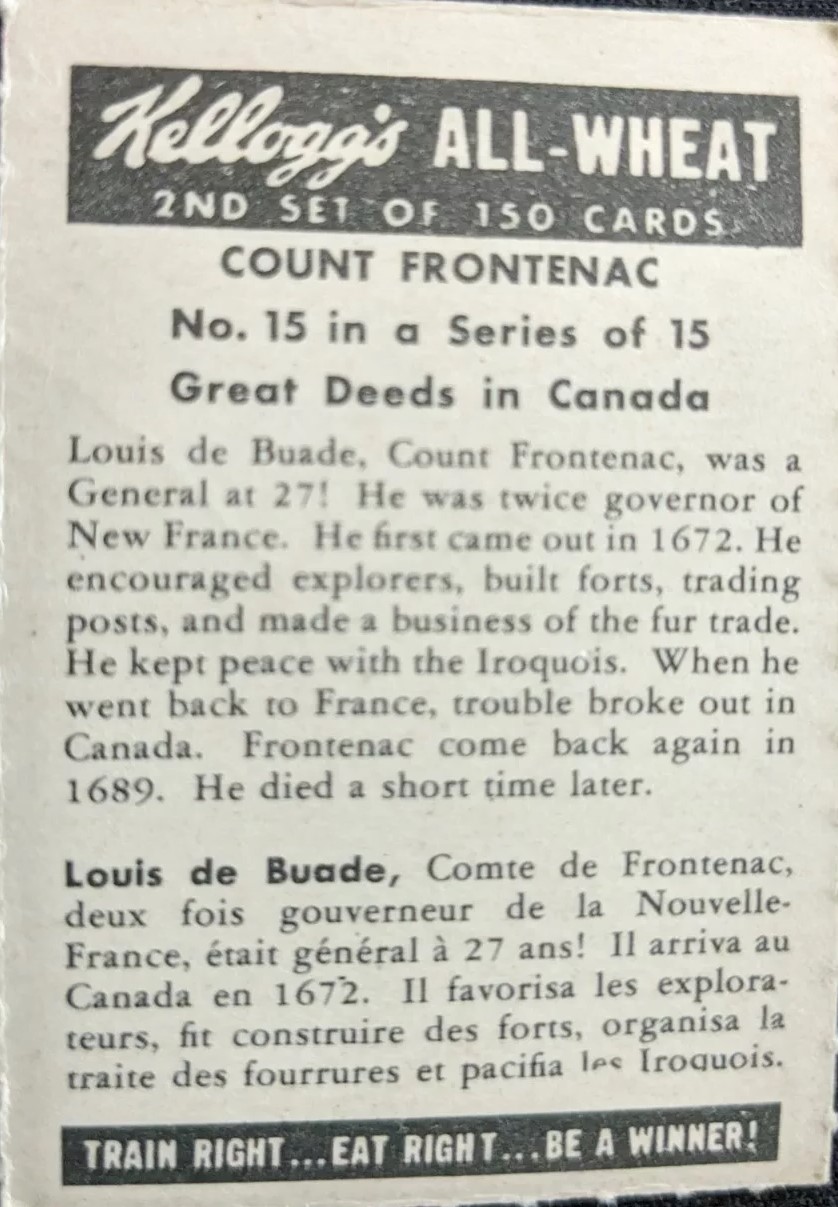 Kellogg's ALL-WHEAT
2ND SET OF 150 CARDS
COUNT FRONTENAC
No. 15 in a Series of 15
Great Deeds in Canada
Louis de Buade, Count Frontenac, was a
General at 27! He was twice governor of
New France. He first came out in 1672. He
encouraged explorers, built forts, trading
posts, and made a business of the fur trade.
He kept peace with the Iroquois. When he
went back to France, trouble broke out in
Canada. Frontenac come back again in
1689. He died a short time later.
Louis de Buade, Comte de Frontenac,
deux fois gouverneur de la Nouvelle-
France, était général à 27 ans! Il arriva au
Canada en 1672. Il favorisa les explora-
teurs, fit construire des forts, organisa la
traite des fourrures et pacifia les Iroquois.
TRAIN RIGHT...EAT RIGHT...BE A WINNER!